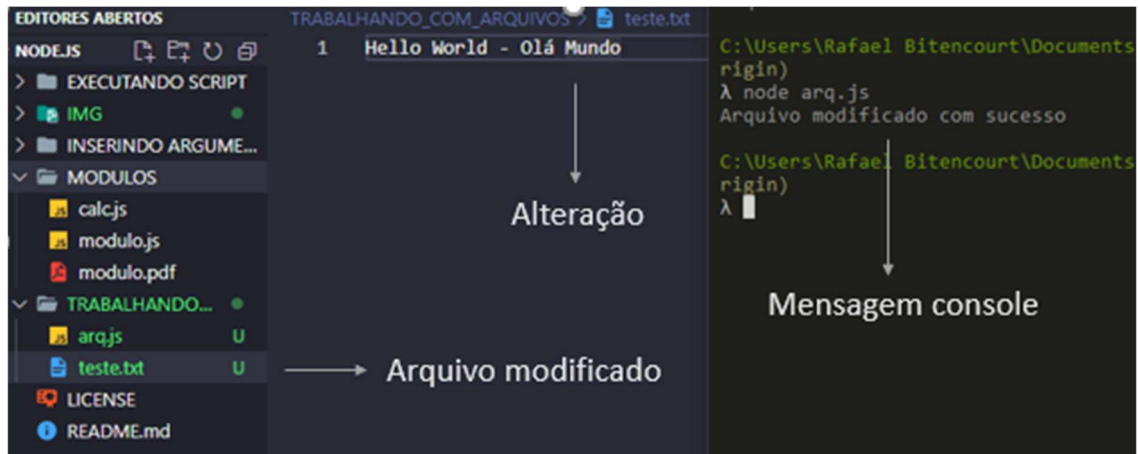 EDITORES ABERTOS
NODE.JS
EXECUTANDO SCRIPT
IMG
INSERINDO ARGUME...
MODULOS
calc.js
modulo.js
modulo.pdf
TRABALHANDO...
arq.js U
teste.txt U
LICENSE
README.md
TRABALHANDO_COM_ARQUIVOS > teste.txt
1 Hello World - Olá Mundo
Alteração
Arquivo modificado
C:\Users\Rafael Bitencourt\Documents
rigin)
λ node arq.js
Arquivo modificado com sucesso
C:\Users\Rafael Bitencourt\Documents
rigin)
λ
Mensagem console